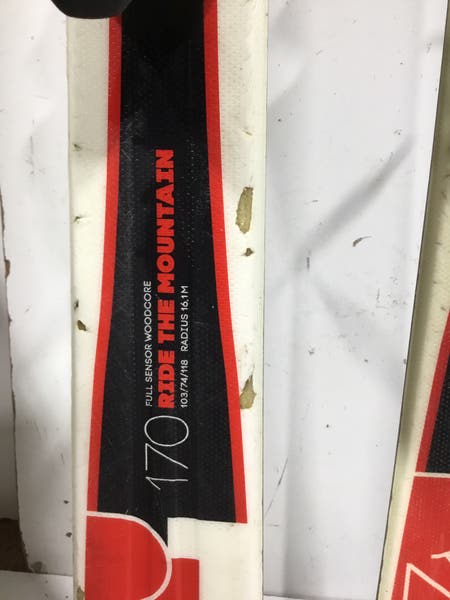 FULL SENSOR WOODCORE
RIDE THE MOUNTAIN
103/74/118 RADIUS 16,1M
170